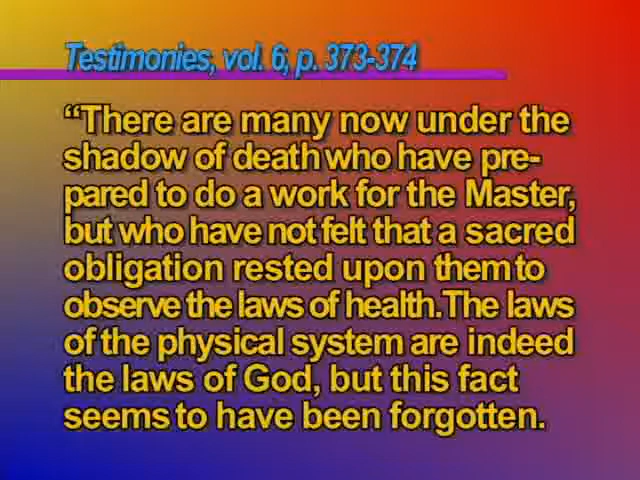 Testimonies, vol. 6, p. 373-374
“There are many now under the
shadow of death who have pre-
pared to do a work for the Master,
but who have not felt that a sacred
obligation rested upon them to
observe the laws of health. The laws
of the physical system are indeed
the laws of God, but this fact
seems to have been forgotten.